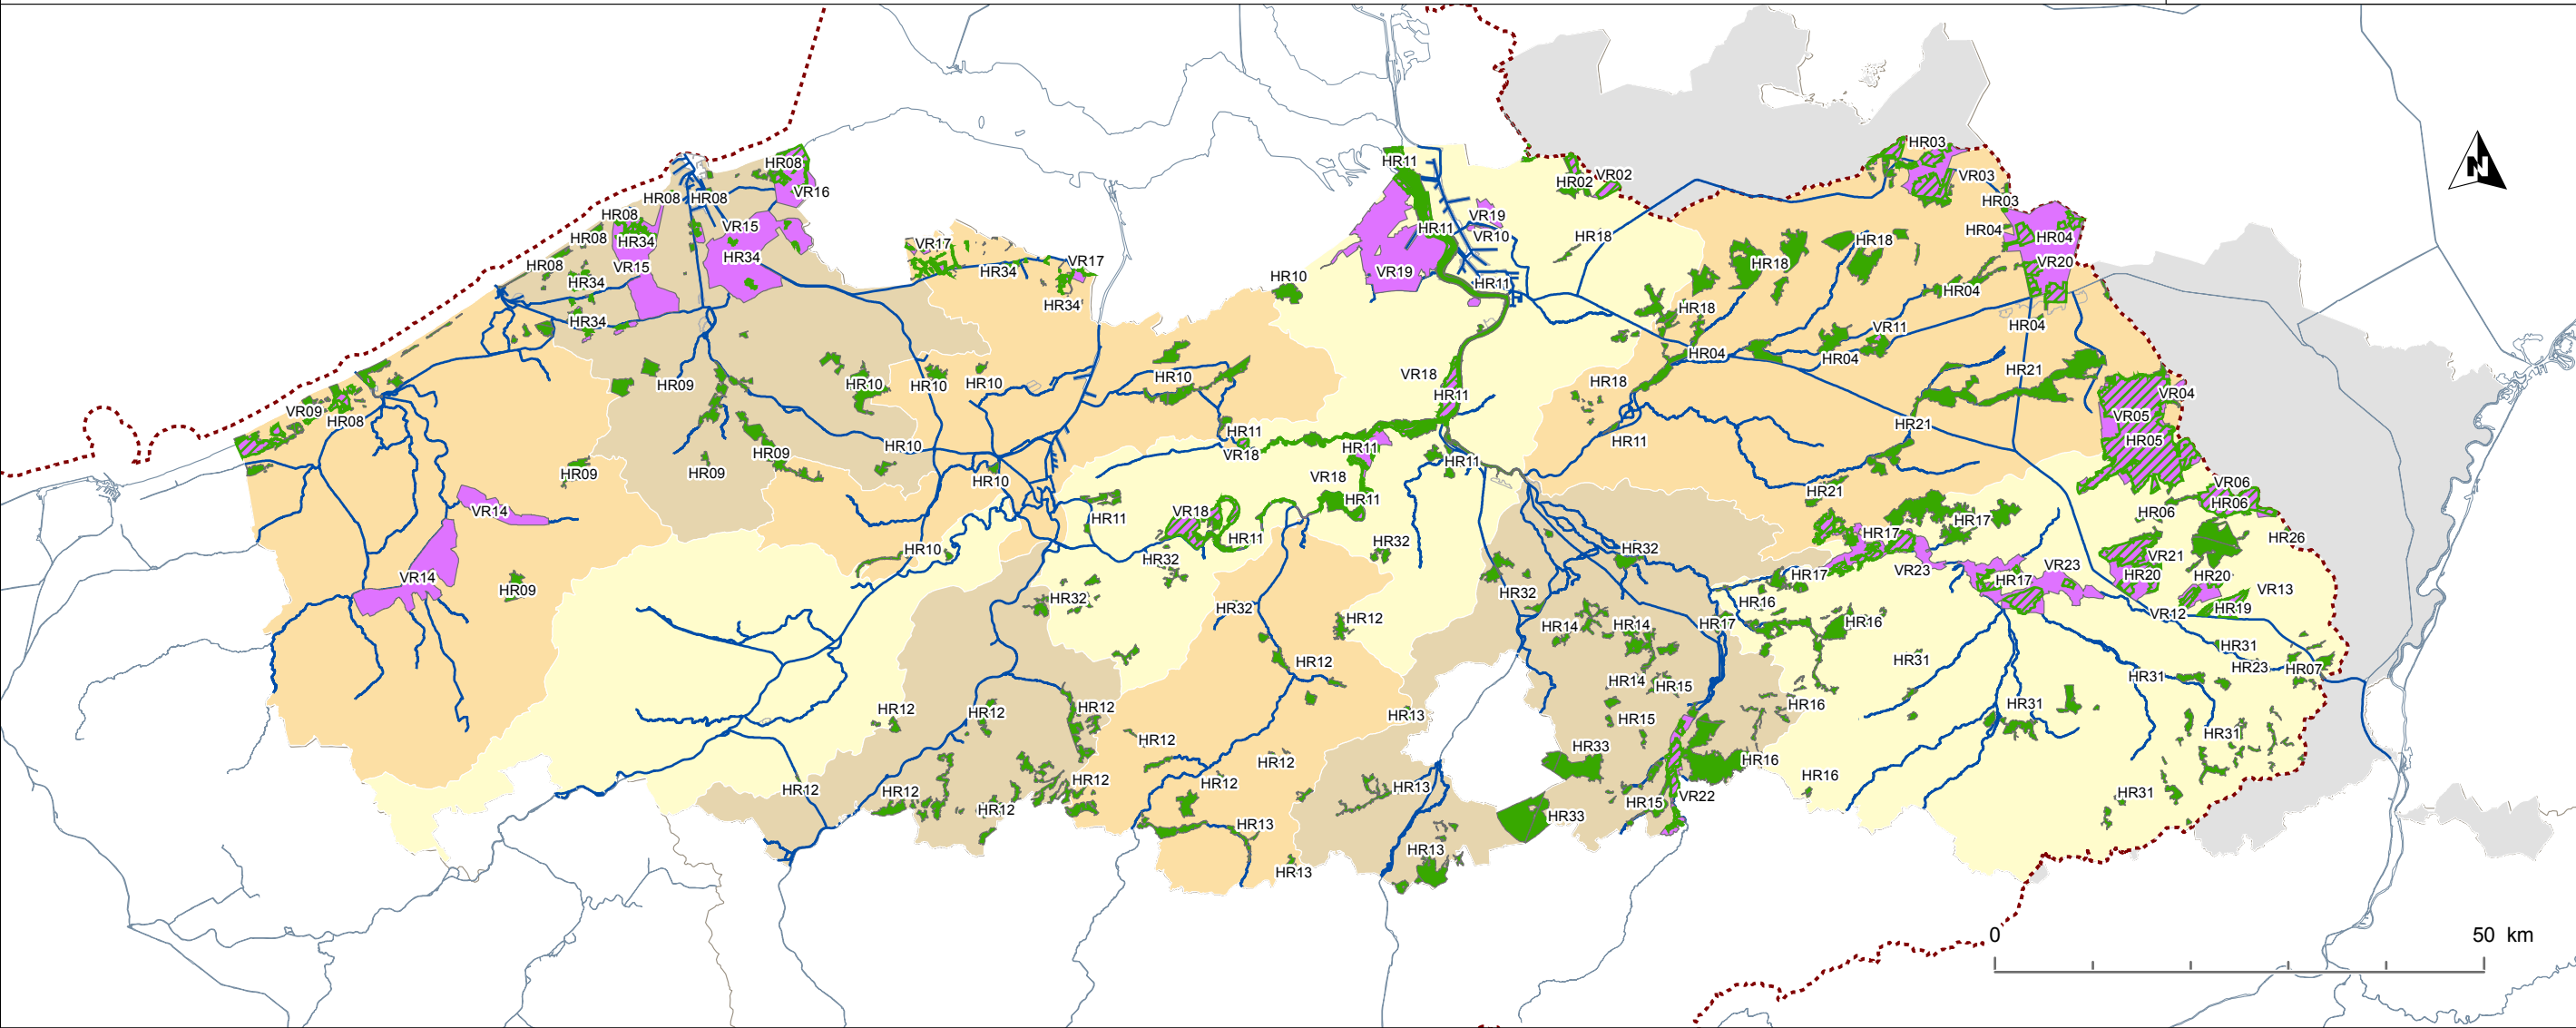 HR03
HR08
HR11
VR02
HR02
VR03
VR16
HR08
HR08
HR03
HR08
VR19
VR15
HR11
VR10
HR18
HR04
HR04
HR08
HR34
VR17
HR18
HR34
VR20
HR08
VR15
HR34
VR17
VR19
HR18
HR34
HR10
HR11
HR04
HR34
HR18
HR34
HR04
VR11
HR04
HR04
HR10
VR18
HR21
HR09
HR10
HR10
HR10
HR18
VR04
HR11
VR09
HR08
VR05
HR21
HR11
HR11
HR05
HR10
HR11
VR18
HR09
HR11
HR09
HR09
HR10
VR18
VR06
HR21
HR11
HR06
VR14
VR18
HR11
HR06
HR17
HR17
HR11
HR32
HR26
HR10
HR32
HR32
VR21
VR23
VR23
HR17
HR20
HR20
VR14
HR17
HR09
HR32
VR13
HR32
HR16
HR32
HR19
VR12
HR12
HR14
HR14
HR17
HR16
HR31
HR12
HR31
HR23
HR07
HR14
HR15
HR31
HR12
HR12
HR12
HR13
HR15
HR16
HR31
HR31
HR12
HR33
HR12
HR16
HR16
HR12
HR12
HR12
HR12
HR13
HR12
HR15
VR22
HR31
HR33
HR13
HR13
HR13
N
0 50 km